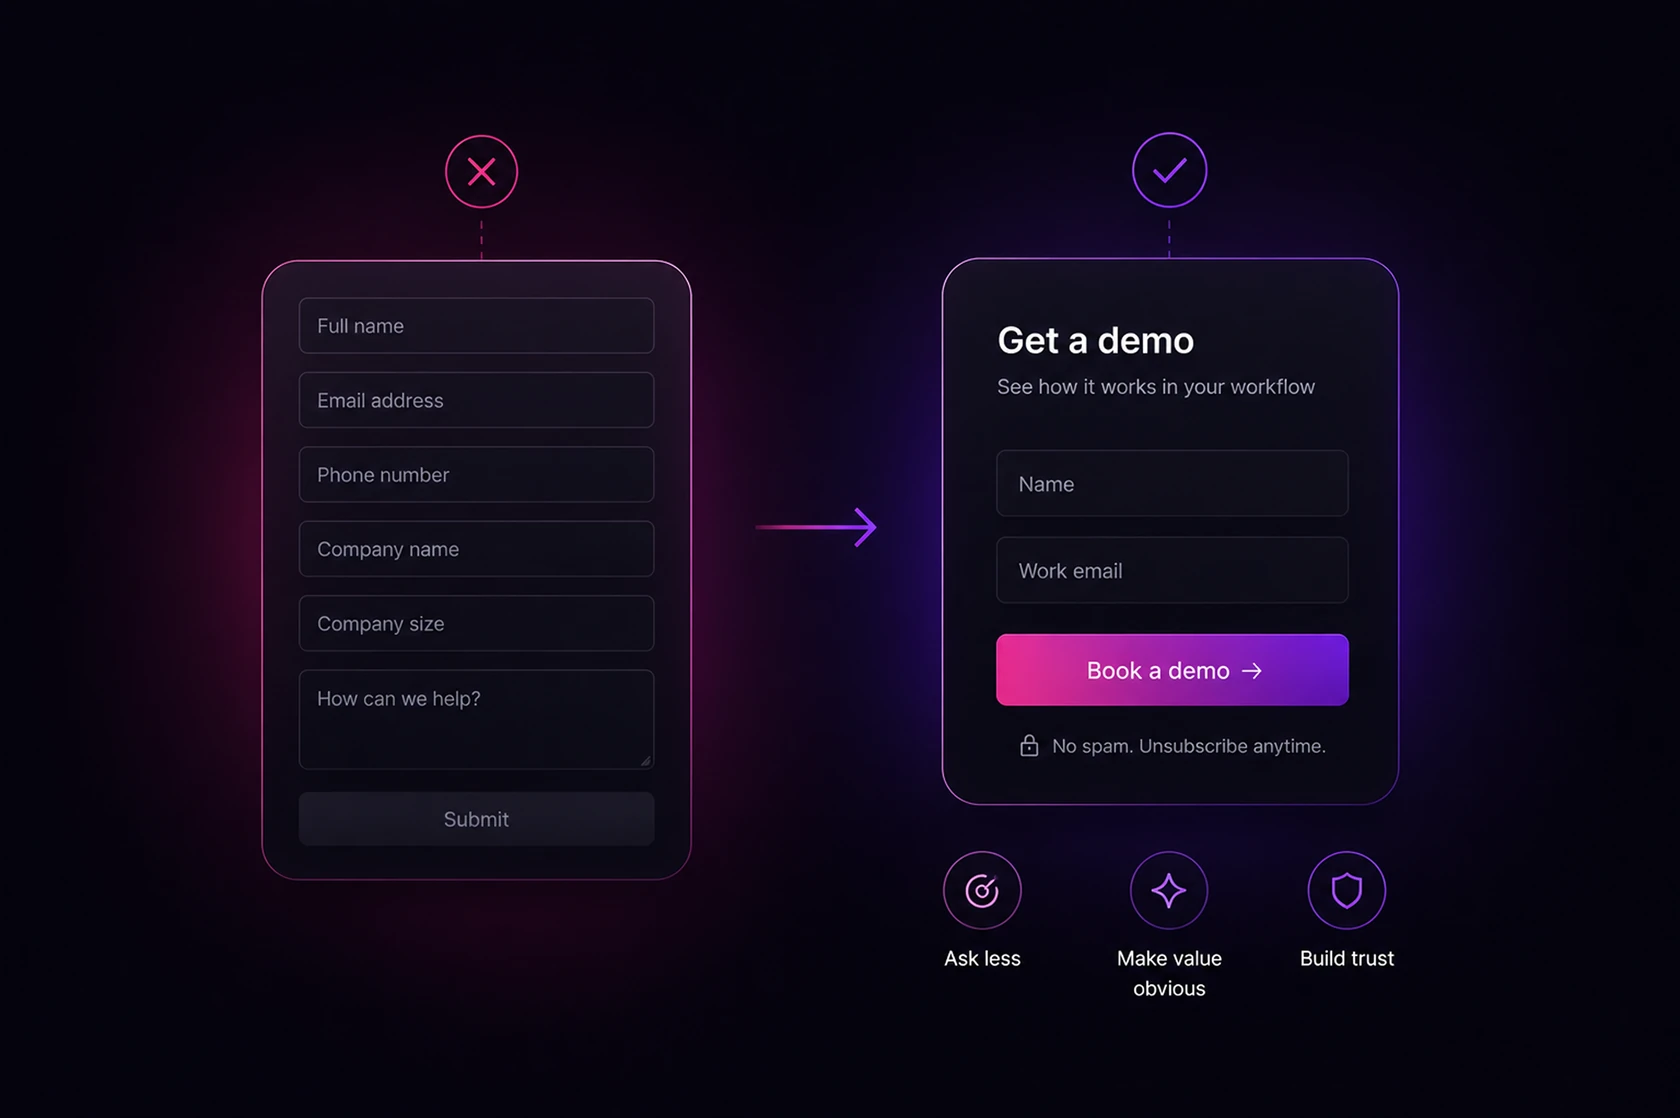 Full name
Email address
Phone number
Company name
Company size
How can we help?
Submit
Get a demo
See how it works in your workflow
Name
Work email
Book a demo →
No spam. Unsubscribe anytime.
Ask less
Make value
obvious
Build trust